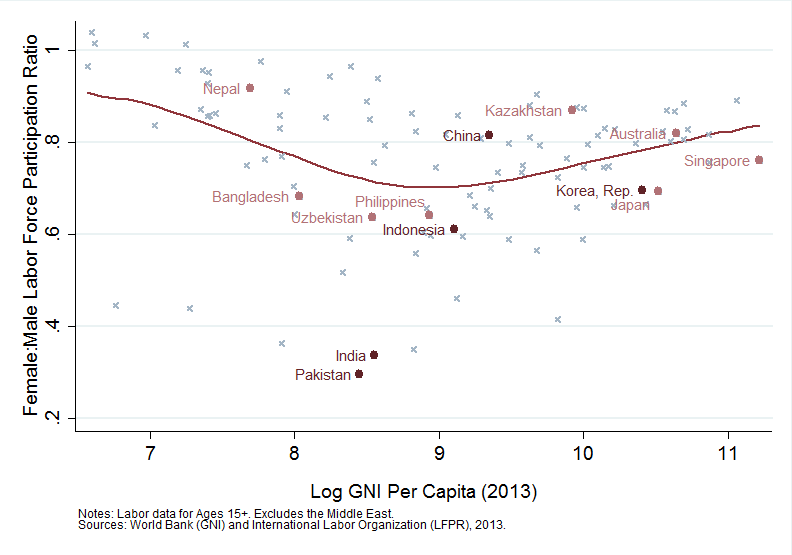 Female:Male Labor Force Participation Ratio
1
.8
.6
.4
.2
Nepal
Kazakhstan
China
Australia
Singapore
Bangladesh
Philippines
Korea, Rep.
Japan
Uzbekistan
Indonesia
India
Pakistan
7 8 9 10 11
Log GNI Per Capita (2013)
Notes: Labor data for Ages 15+. Excludes the Middle East.
Sources: World Bank (GNI) and International Labor Organization (LFPR), 2013.